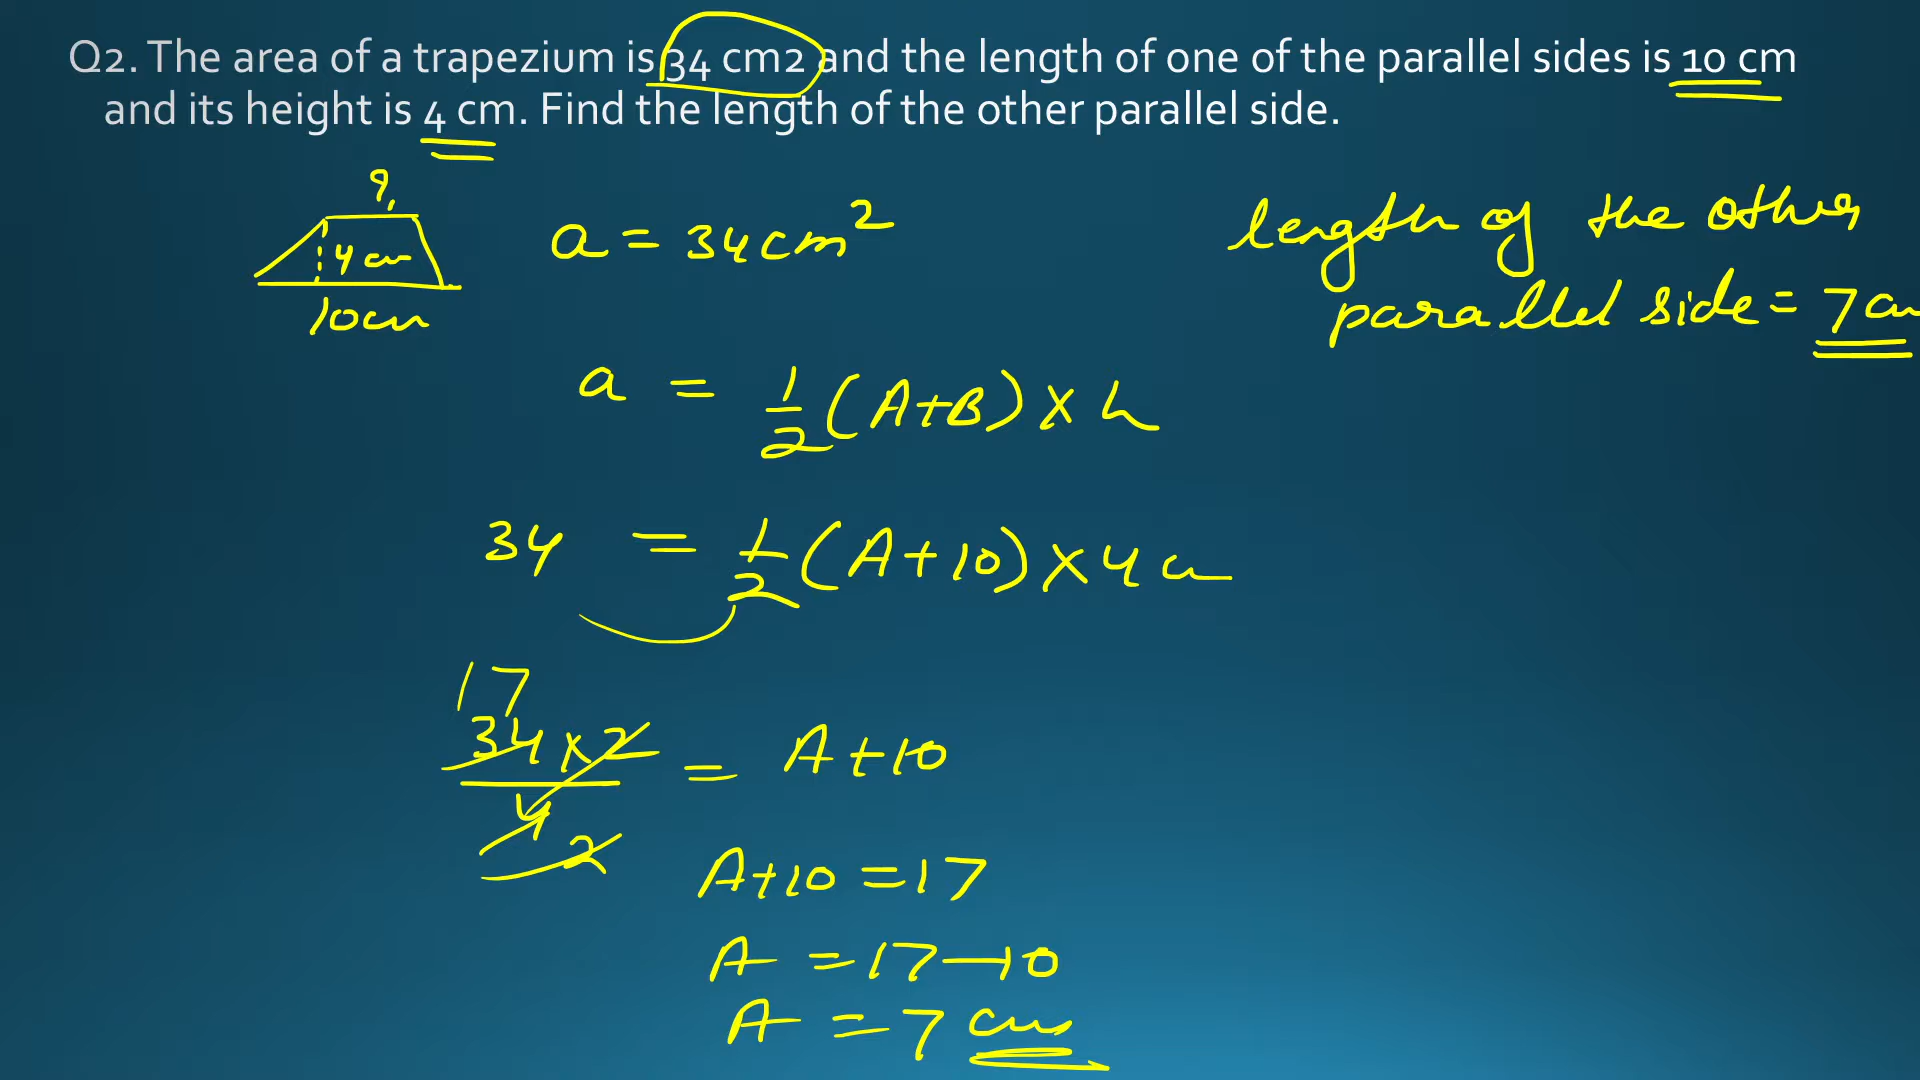 Q2. The area of a trapezium is 34 cm2 and the length of one of the parallel sides is 10 cm
and its height is 4 cm. Find the length of the other parallel side.
?
4 cm
10cm
a = 34cm²
length of the other
parallel side = 7cm
a = 1/2 (A+B) × h
34 = 1/2 (A+10) × 4
17
34×2 / 4 = A+10
2
A+10 = 17
A = 17-10
A = 7 cm